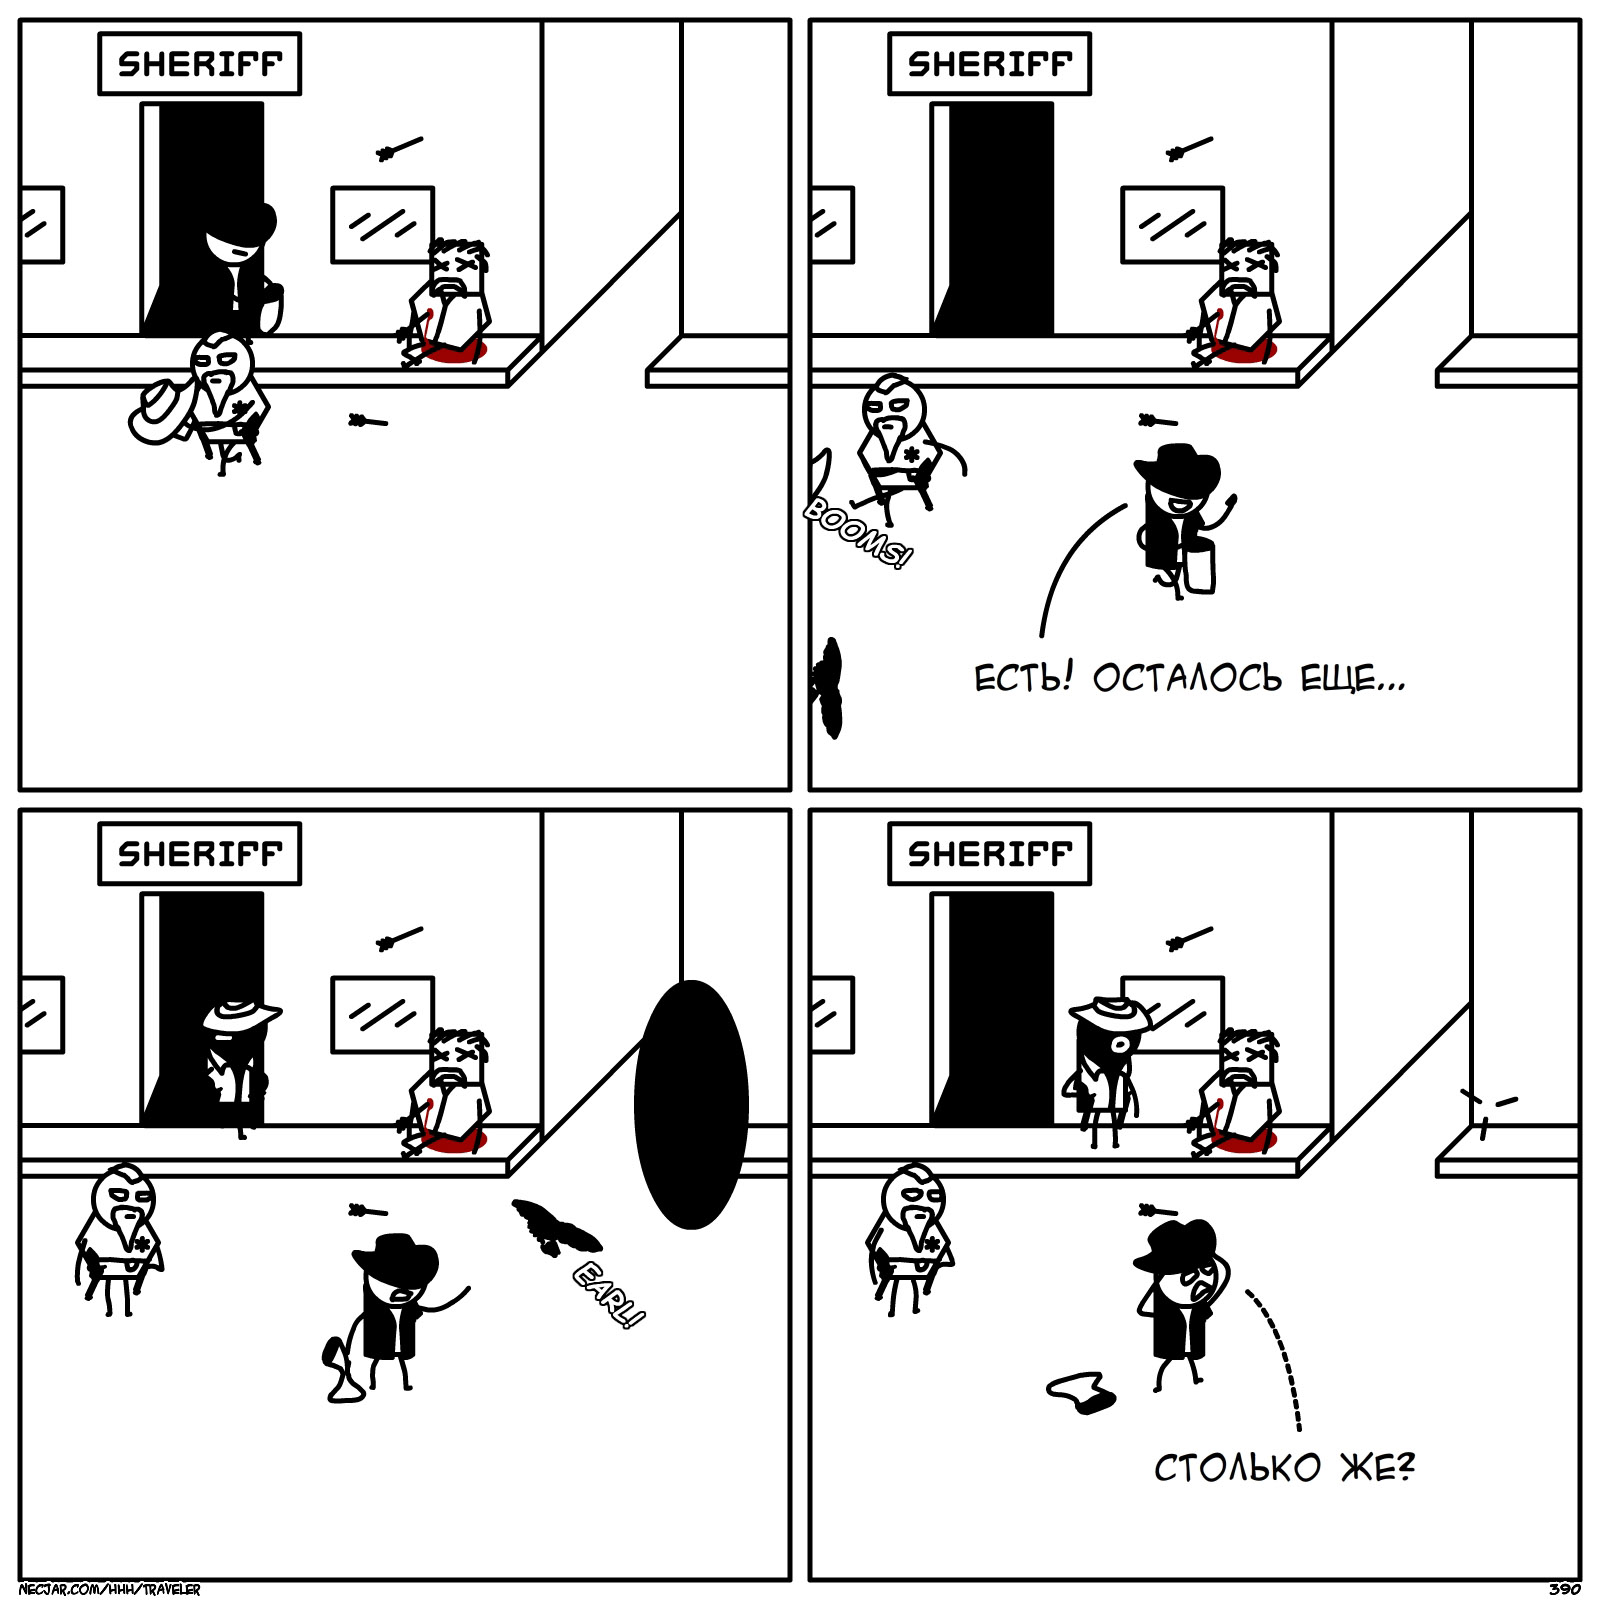 SHERIFF
SHERIFF
BOOMS!
ЕСТЬ! ОСТАЛОСЬ ЕЩЕ...
SHERIFF
EARL!
SHERIFF
СТОЛЬКО ЖЕ?
NECJAR.COM/HHH/TRAVELER
390